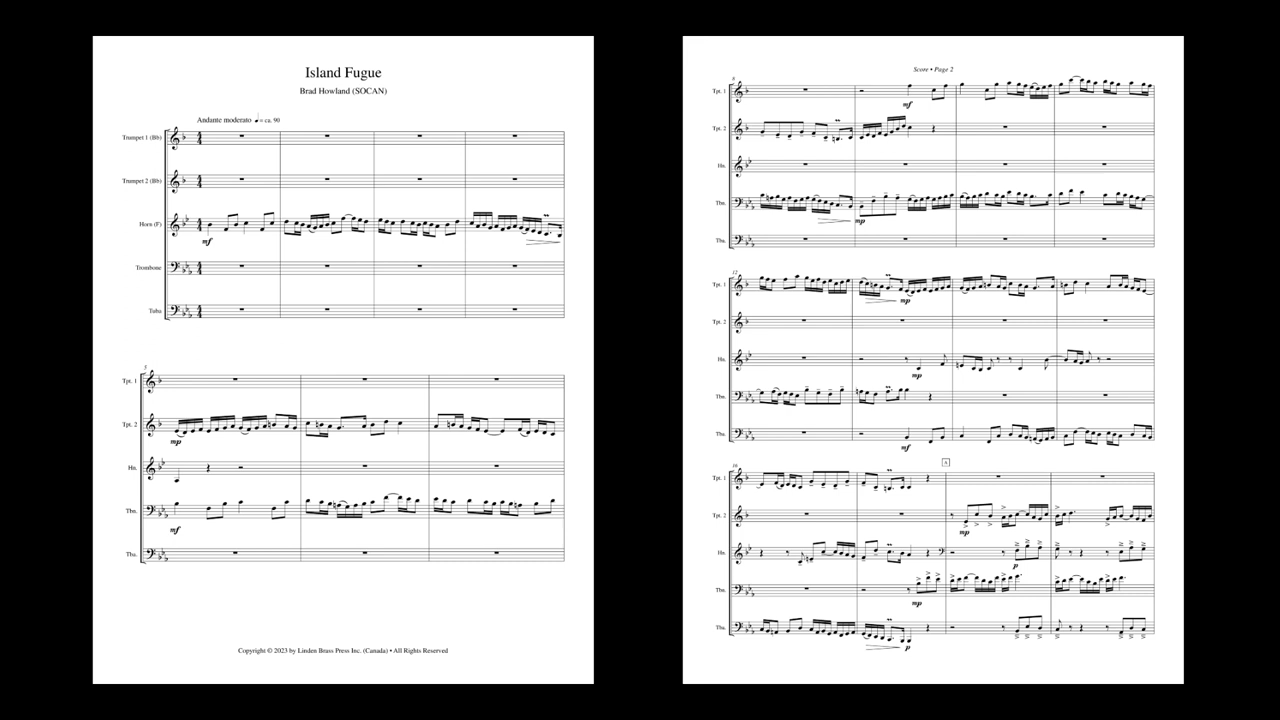 Island Fugue
Brad Howland (SOCAN)
Andante moderato ♩= ca. 90
Trumpet 1 (Bb)
Trumpet 2 (Bb)
Horn (F)
mf
Trombone
Tuba
5
Tpt. 1
Tpt. 2
mp
Hn.
Tbn.
mf
Tba.
Copyright © 2023 by Linden Brass Press Inc. (Canada) • All Rights Reserved
Score • Page 2
Tpt. 1
mf
Tpt. 2
Hn.
Tbn.
mp
Tba.
12
Tpt. 1
mp
Tpt. 2
Hn.
mp
Tbn.
Tba.
mf
16
A
Tpt. 1
Tpt. 2
mp
Hn.
p
Tbn.
mp
Tba.
p